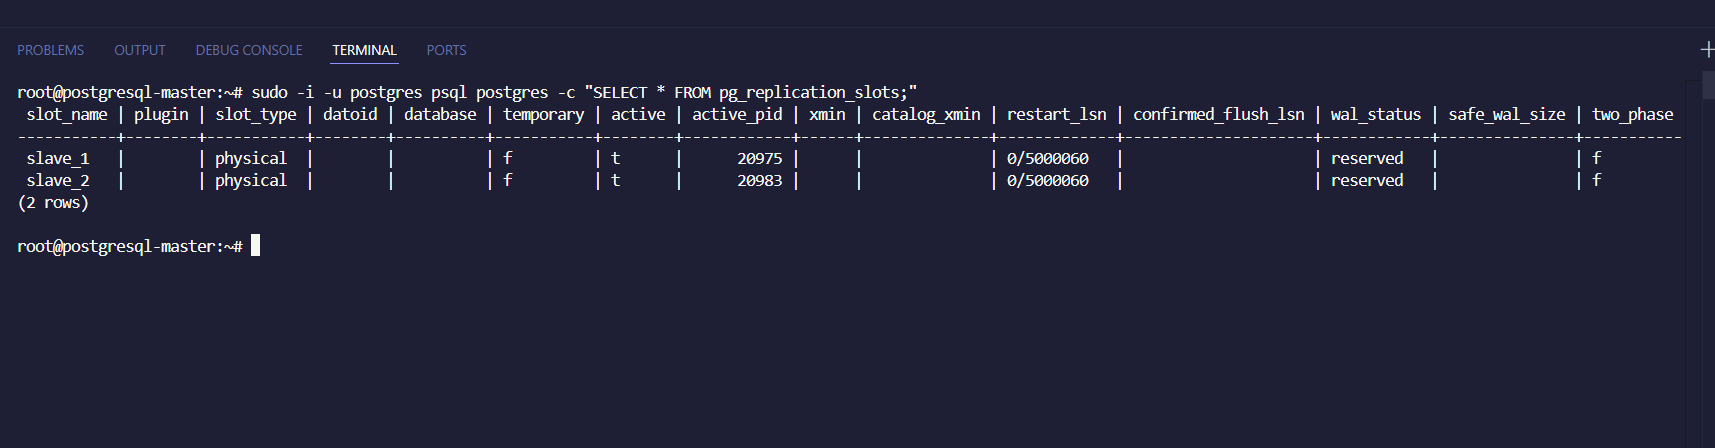 PROBLEMS OUTPUT DEBUG CONSOLE TERMINAL PORTS
root@postgresql-master:~# sudo -i -u postgres psql postgres -c "SELECT * FROM pg_replication_slots;"
 slot_name | plugin | slot_type | datoid | database | temporary | active | active_pid | xmin | catalog_xmin | restart_lsn | confirmed_flush_lsn | wal_status | safe_wal_size | two_phase
-----------+--------+-----------+--------+----------+-----------+--------+------------+------+--------------+-------------+---------------------+------------+---------------+-----------
 slave_1   |        | physical  |        |          | f         | t      |      20975 |      |              | 0/5000060   |                     | reserved   |               | f
 slave_2   |        | physical  |        |          | f         | t      |      20983 |      |              | 0/5000060   |                     | reserved   |               | f
(2 rows)
root@postgresql-master:~#